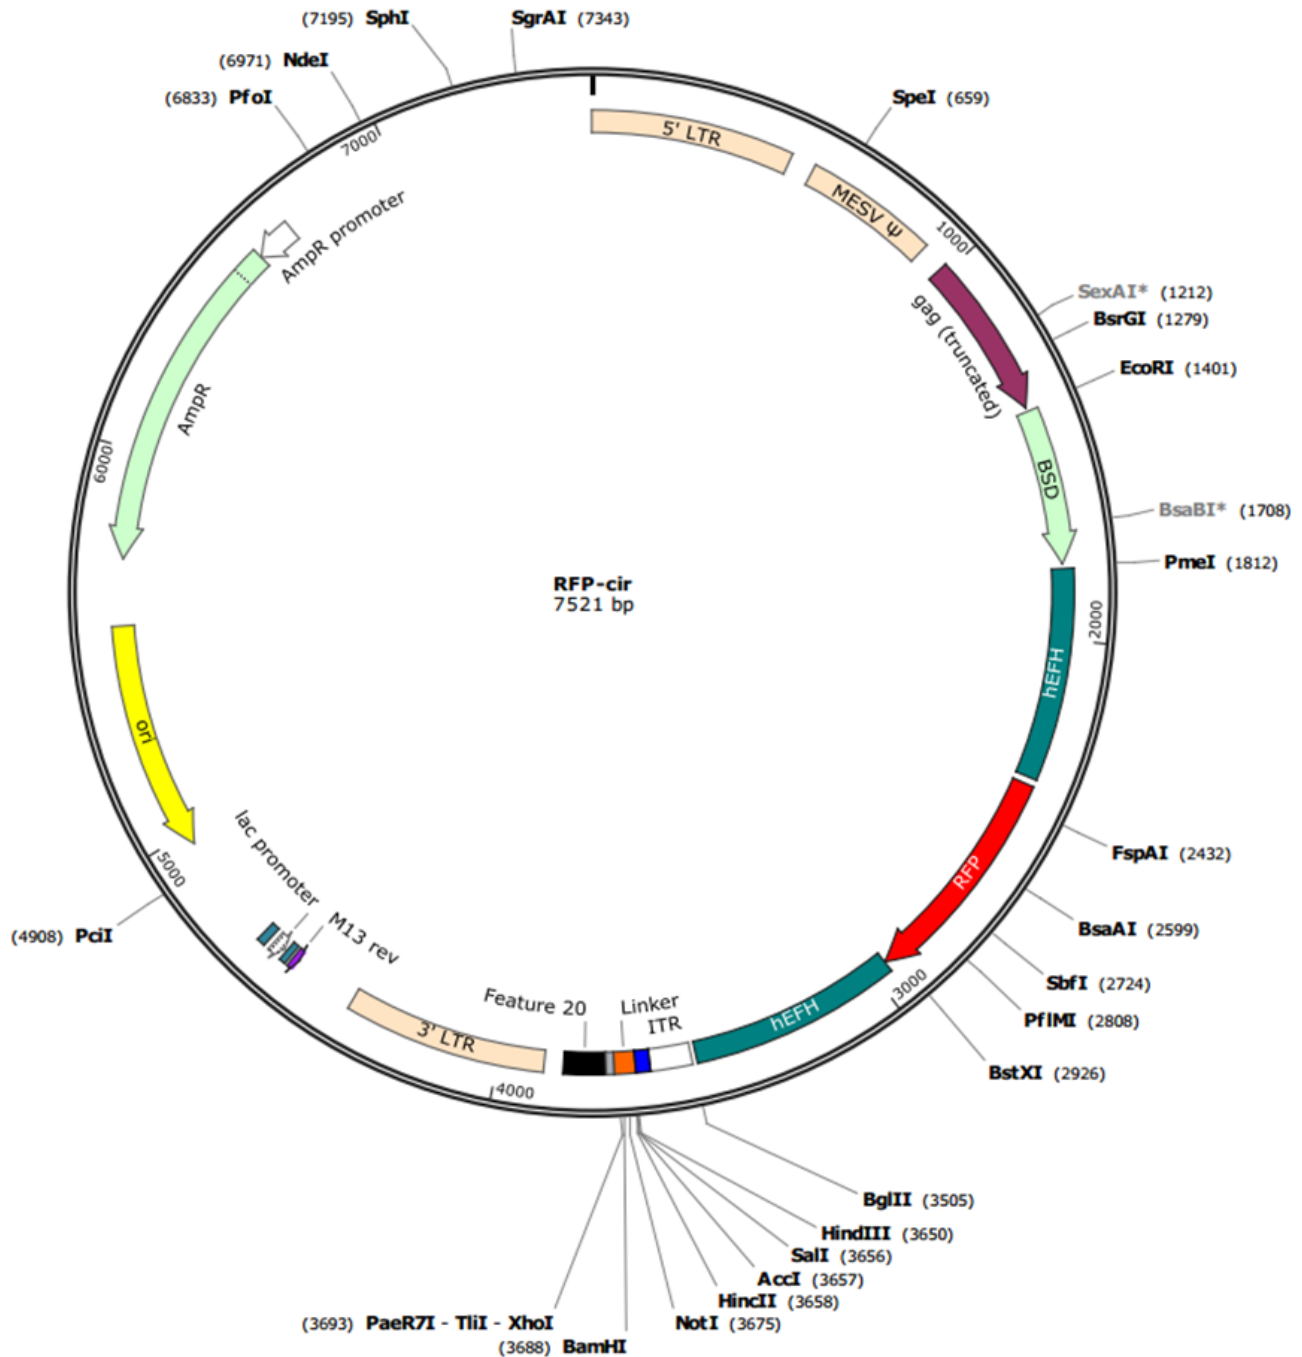 (7195) SphI
SgrAI (7343)
(6971) NdeI
(6833) PfoI
SpeI (659)
7000
5' LTR
MESV Ψ
1000
AmpR promoter
SexAI* (1212)
BsrGI (1279)
EcoRI (1401)
gag (truncated)
AmpR
6000
BSD
BsaBI* (1708)
PmeI (1812)
RFP-cir
7521 bp
2000
hEFH
ori
FspAI (2432)
RFP
lac promoter
5000
(4908) PciI
M13 rev
BsaAI (2599)
SbfI (2724)
3000
PflMI (2808)
Feature 20
Linker
ITR
hEFH
3' LTR
BstXI (2926)
4000
BglII (3505)
HindIII (3650)
SalI (3656)
AccI (3657)
HincII (3658)
(3693) PaeR7I - TliI - XhoI
NotI (3675)
(3688) BamHI